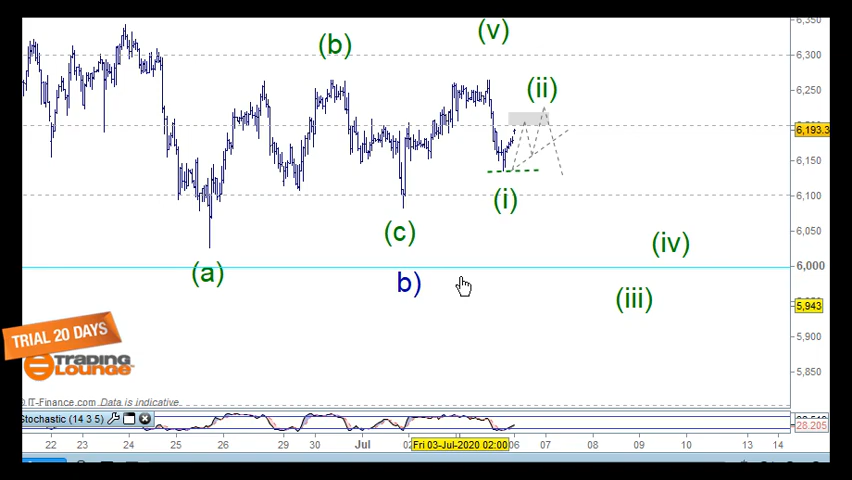 6,350
(v)
(b)
6,300
(ii)
6,250
6,193.3
6,150
(i)
6,100
(c)
6,050
(iv)
(a)
6,000
b)
(iii)
5,943
5,900
TRIAL 20 DAYS
TRADING
LOUNGE
5,850
© IT-Finance.com Data is indicative.
Stochastic (14 3 5)
28.205
22 23 24 25 26 29 30 Jul 02 Fri 03-Jul-2020 02:00 06 07 08 09 10 13 14